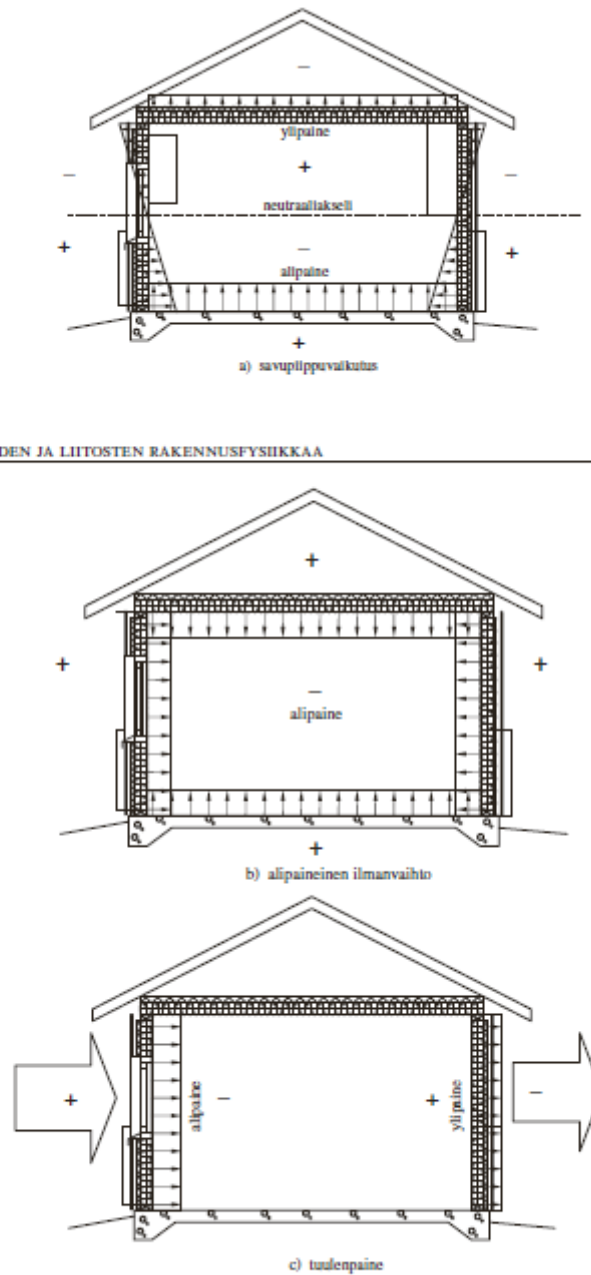 −
ylipaine
+
− −
neutraaliakseli
+ − +
alipaine
+
a) savupiippuvaikutus
DEN JA LIITOSTEN RAKENNUSFYSIIKKAA
+
+ − +
alipaine
+
b) alipaineinen ilmanvaihto
+ alipaine − + ylipaine −
c) tuulenpaine